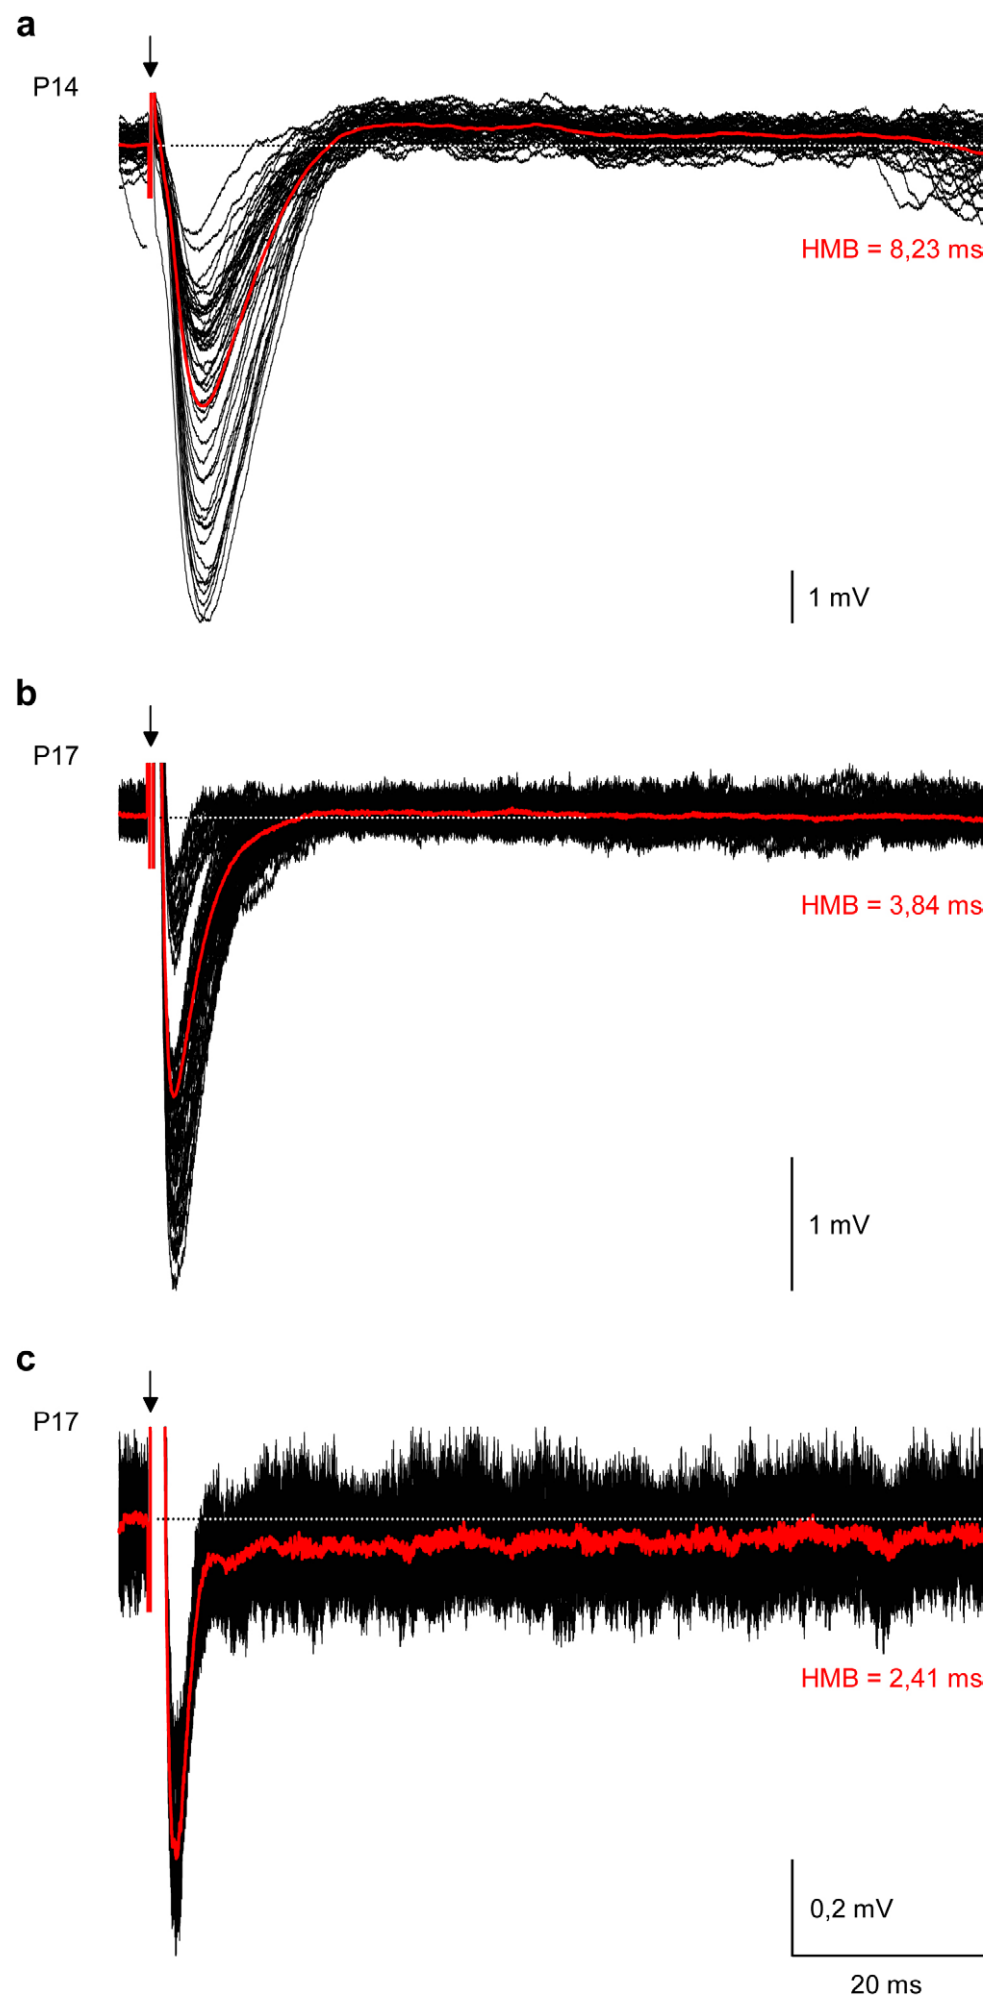 a
P14
HMB = 8,23 ms
1 mV
b
P17
HMB = 3,84 ms
1 mV
c
P17
HMB = 2,41 ms
0,2 mV
20 ms